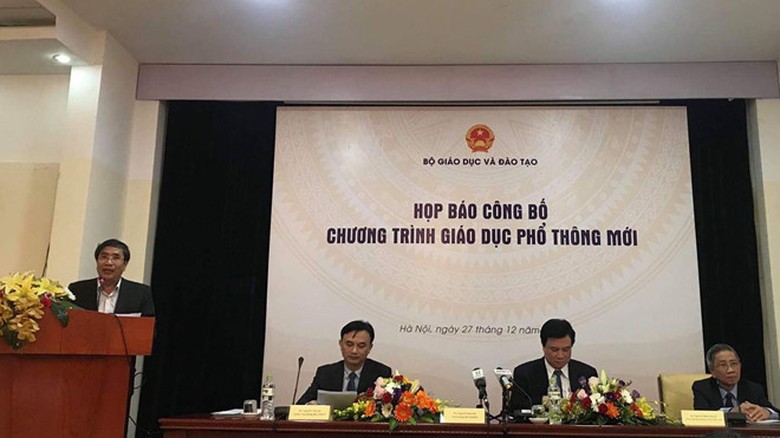 BỘ GIÁO DỤC VÀ ĐÀO TẠO
HỌP BÁO CÔNG BỐ
CHƯƠNG TRÌNH GIÁO DỤC PHỔ THÔNG MỚI
Hà Nội, ngày 27 tháng 12 năm